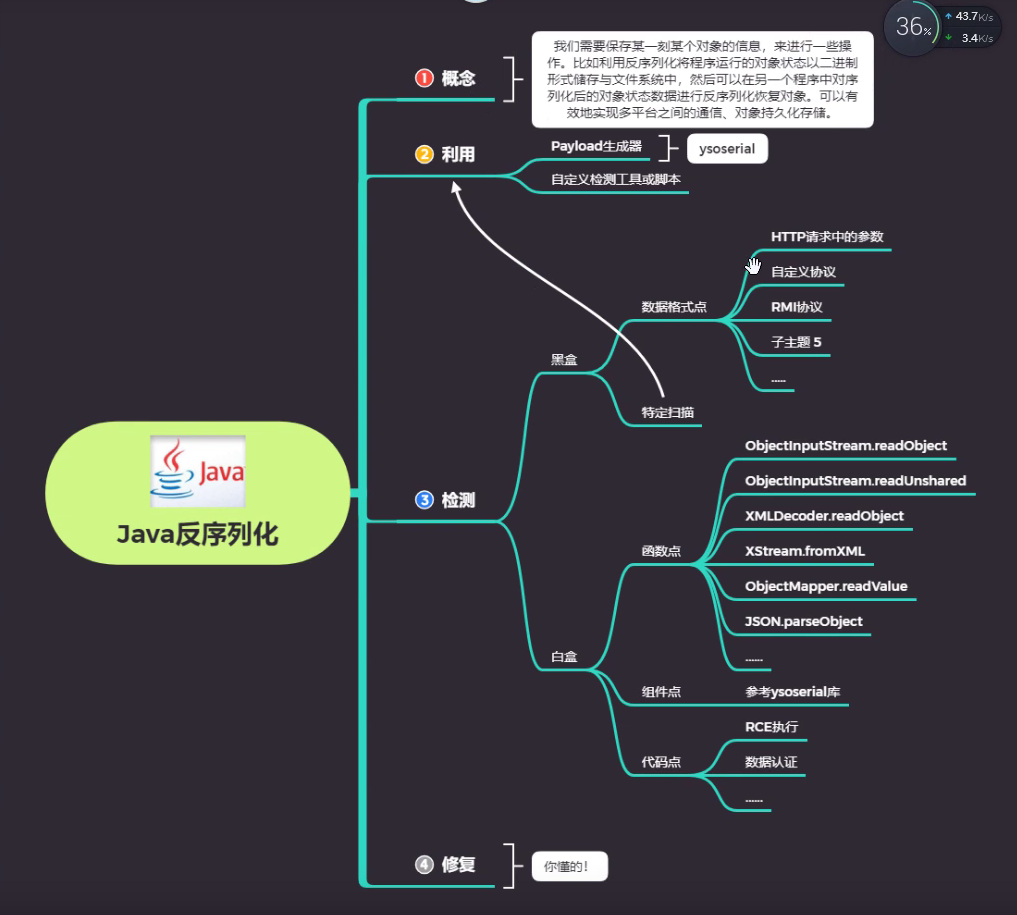 36%
43.7K/s
3.4K/s
1 概念
我们需要保存某一刻某个对象的信息，来进行一些操
作。比如利用反序列化将程序运行的对象状态以二进制
形式储存与文件系统中，然后可以在另一个程序中对序
列化后的对象状态数据进行反序列化恢复对象。可以有
效地实现多平台之间的通信、对象持久化存储。
2 利用
Payload生成器
ysoserial
自定义检测工具或脚本
HTTP请求中的参数
自定义协议
数据格式点
RMI协议
子主题 5
.....
黑盒
特定扫描
Java
Java反序列化
3 检测
ObjectInputStream.readObject
ObjectInputStream.readUnshared
XMLDecoder.readObject
函数点
XStream.fromXML
ObjectMapper.readValue
JSON.parseObject
......
白盒
组件点
参考ysoserial库
RCE执行
代码点
数据认证
......
4 修复
你懂的！